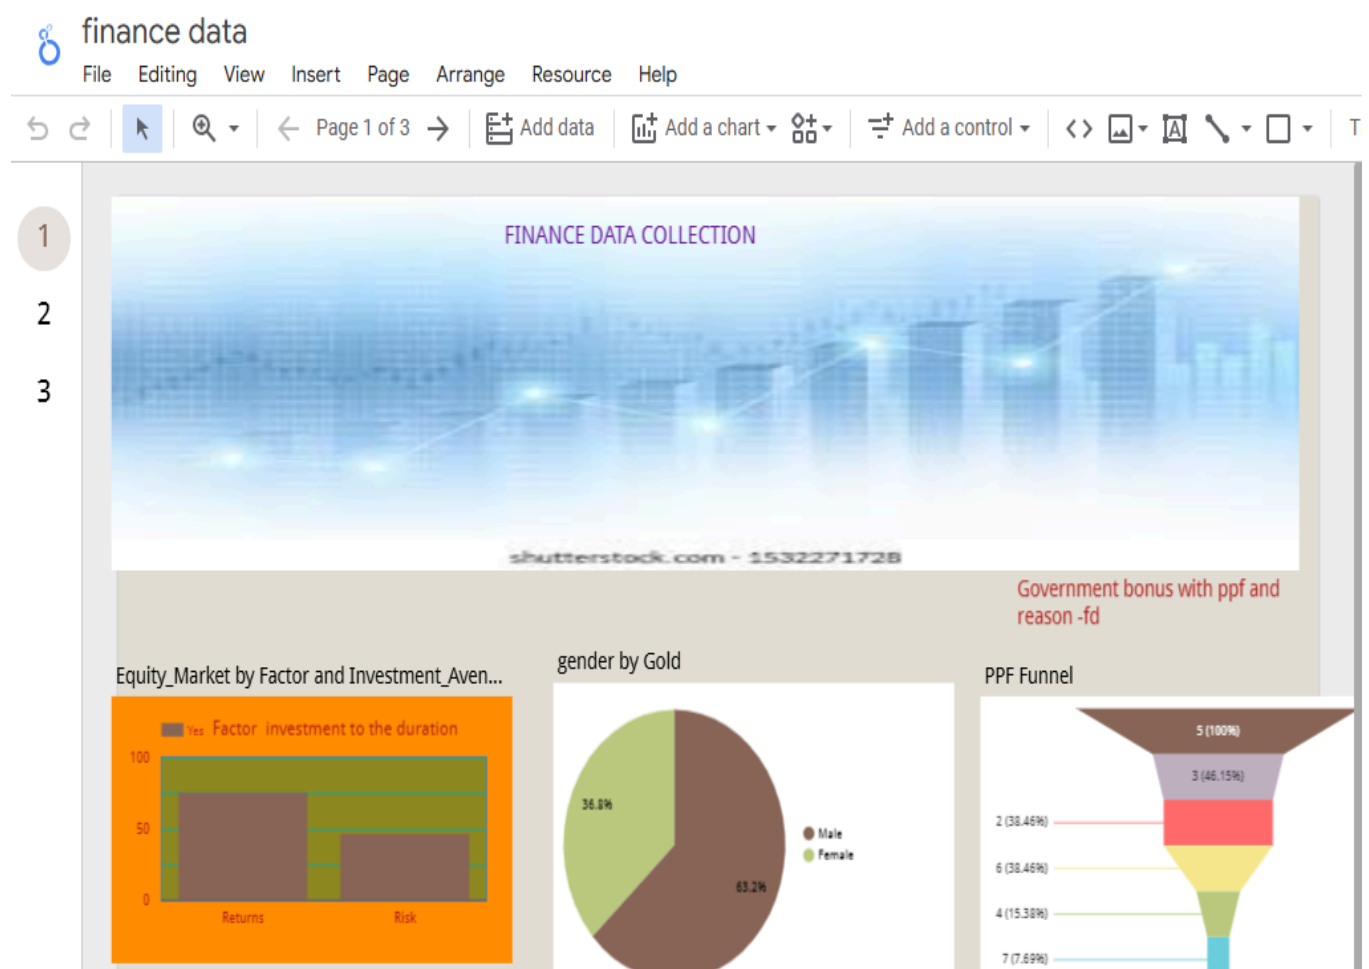 finance data
File Editing View Insert Page Arrange Resource Help
Page 1 of 3 Add data Add a chart Add a control T
1
2
3
FINANCE DATA COLLECTION
shutterstock.com - 1532271728
Government bonus with ppf and
reason -fd
Equity_Market by Factor and Investment_Aven...
Yes Factor investment to the duration
100
50
0
Returns Risk
gender by Gold
36.8%
63.2%
Male
Female
PPF Funnel
5 (100%)
3 (46.15%)
2 (38.46%)
6 (38.46%)
4 (15.38%)
7 (7.69%)